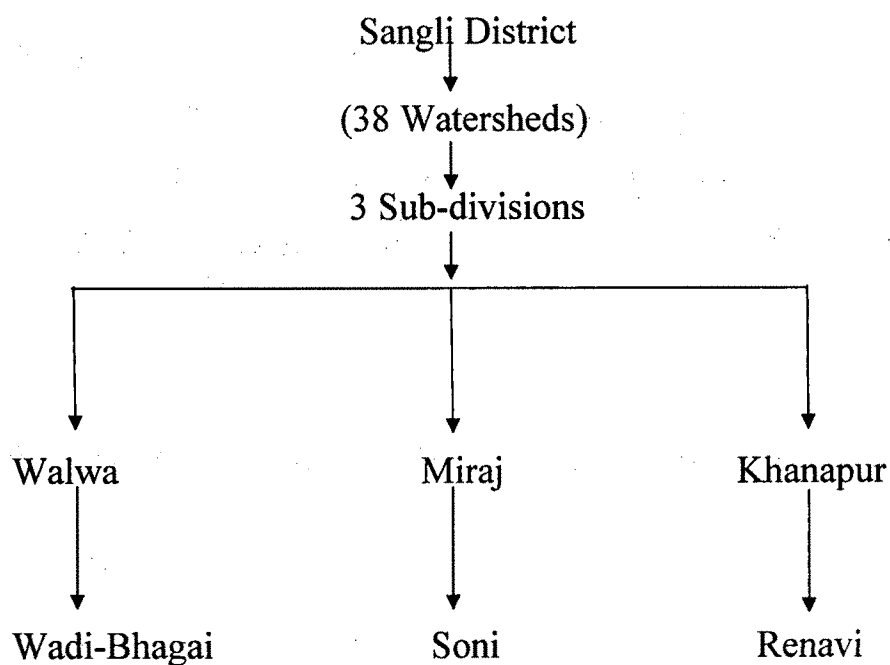 Sangli District
(38 Watersheds)
3 Sub-divisions
Walwa Miraj Khanapur
Wadi-Bhagai Soni Renavi